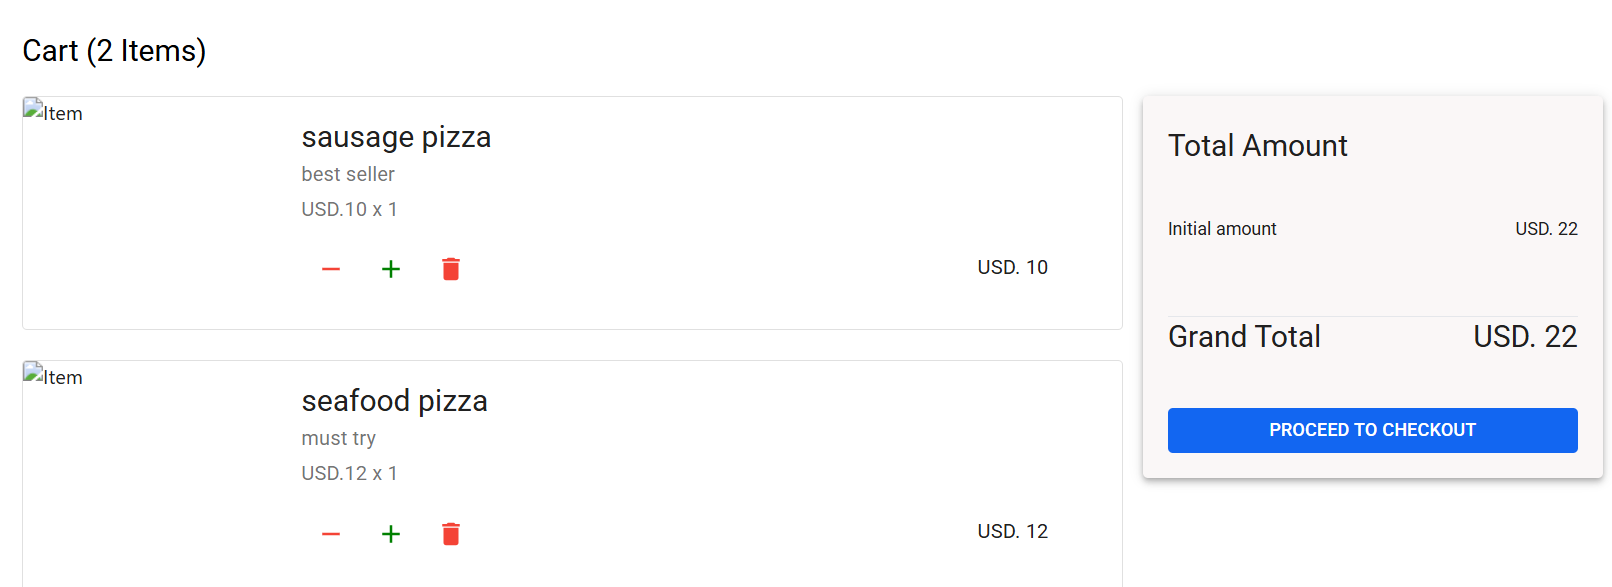 Cart (2 Items)
Item
sausage pizza
best seller
USD.10 x 1
USD. 10
Item
seafood pizza
must try
USD.12 x 1
USD. 12
Total Amount
Initial amount USD. 22
Grand Total USD. 22
PROCEED TO CHECKOUT